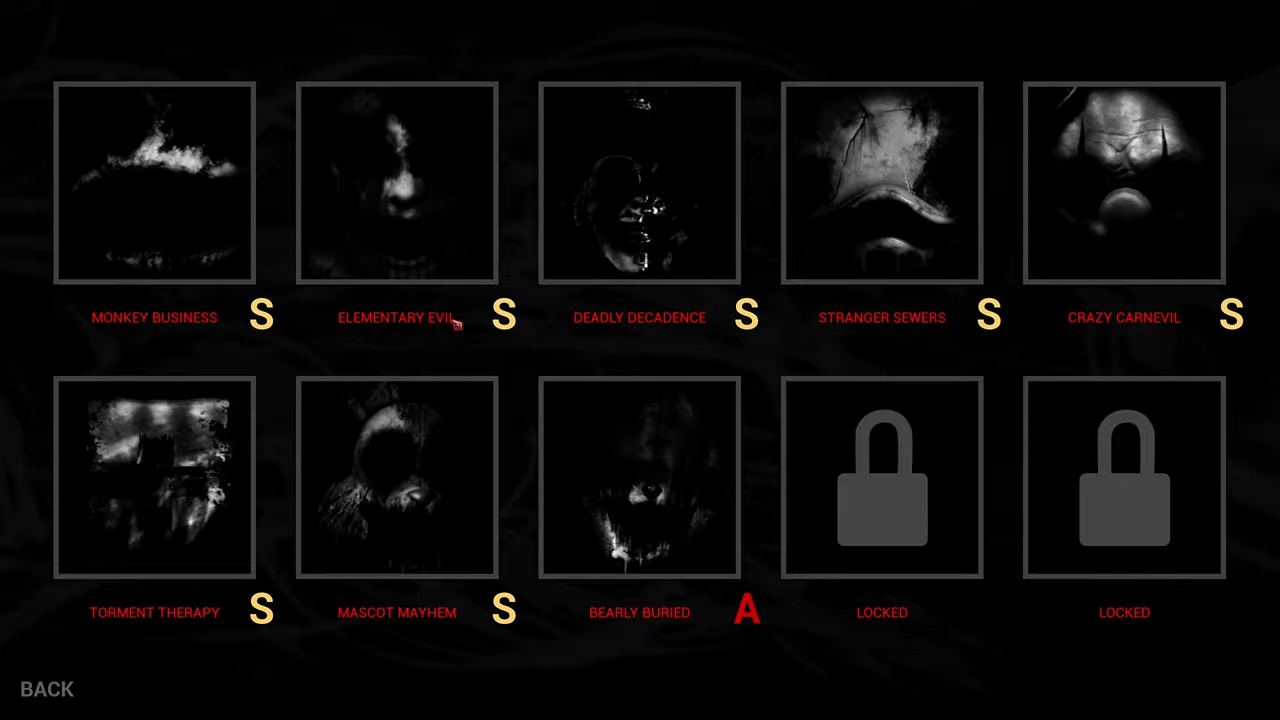 MONKEY BUSINESS S
ELEMENTARY EVIL S
DEADLY DECADENCE S
STRANGER SEWERS S
CRAZY CARNEVIL S
TORMENT THERAPY S
MASCOT MAYHEM S
BEARLY BURIED A
LOCKED
LOCKED
BACK